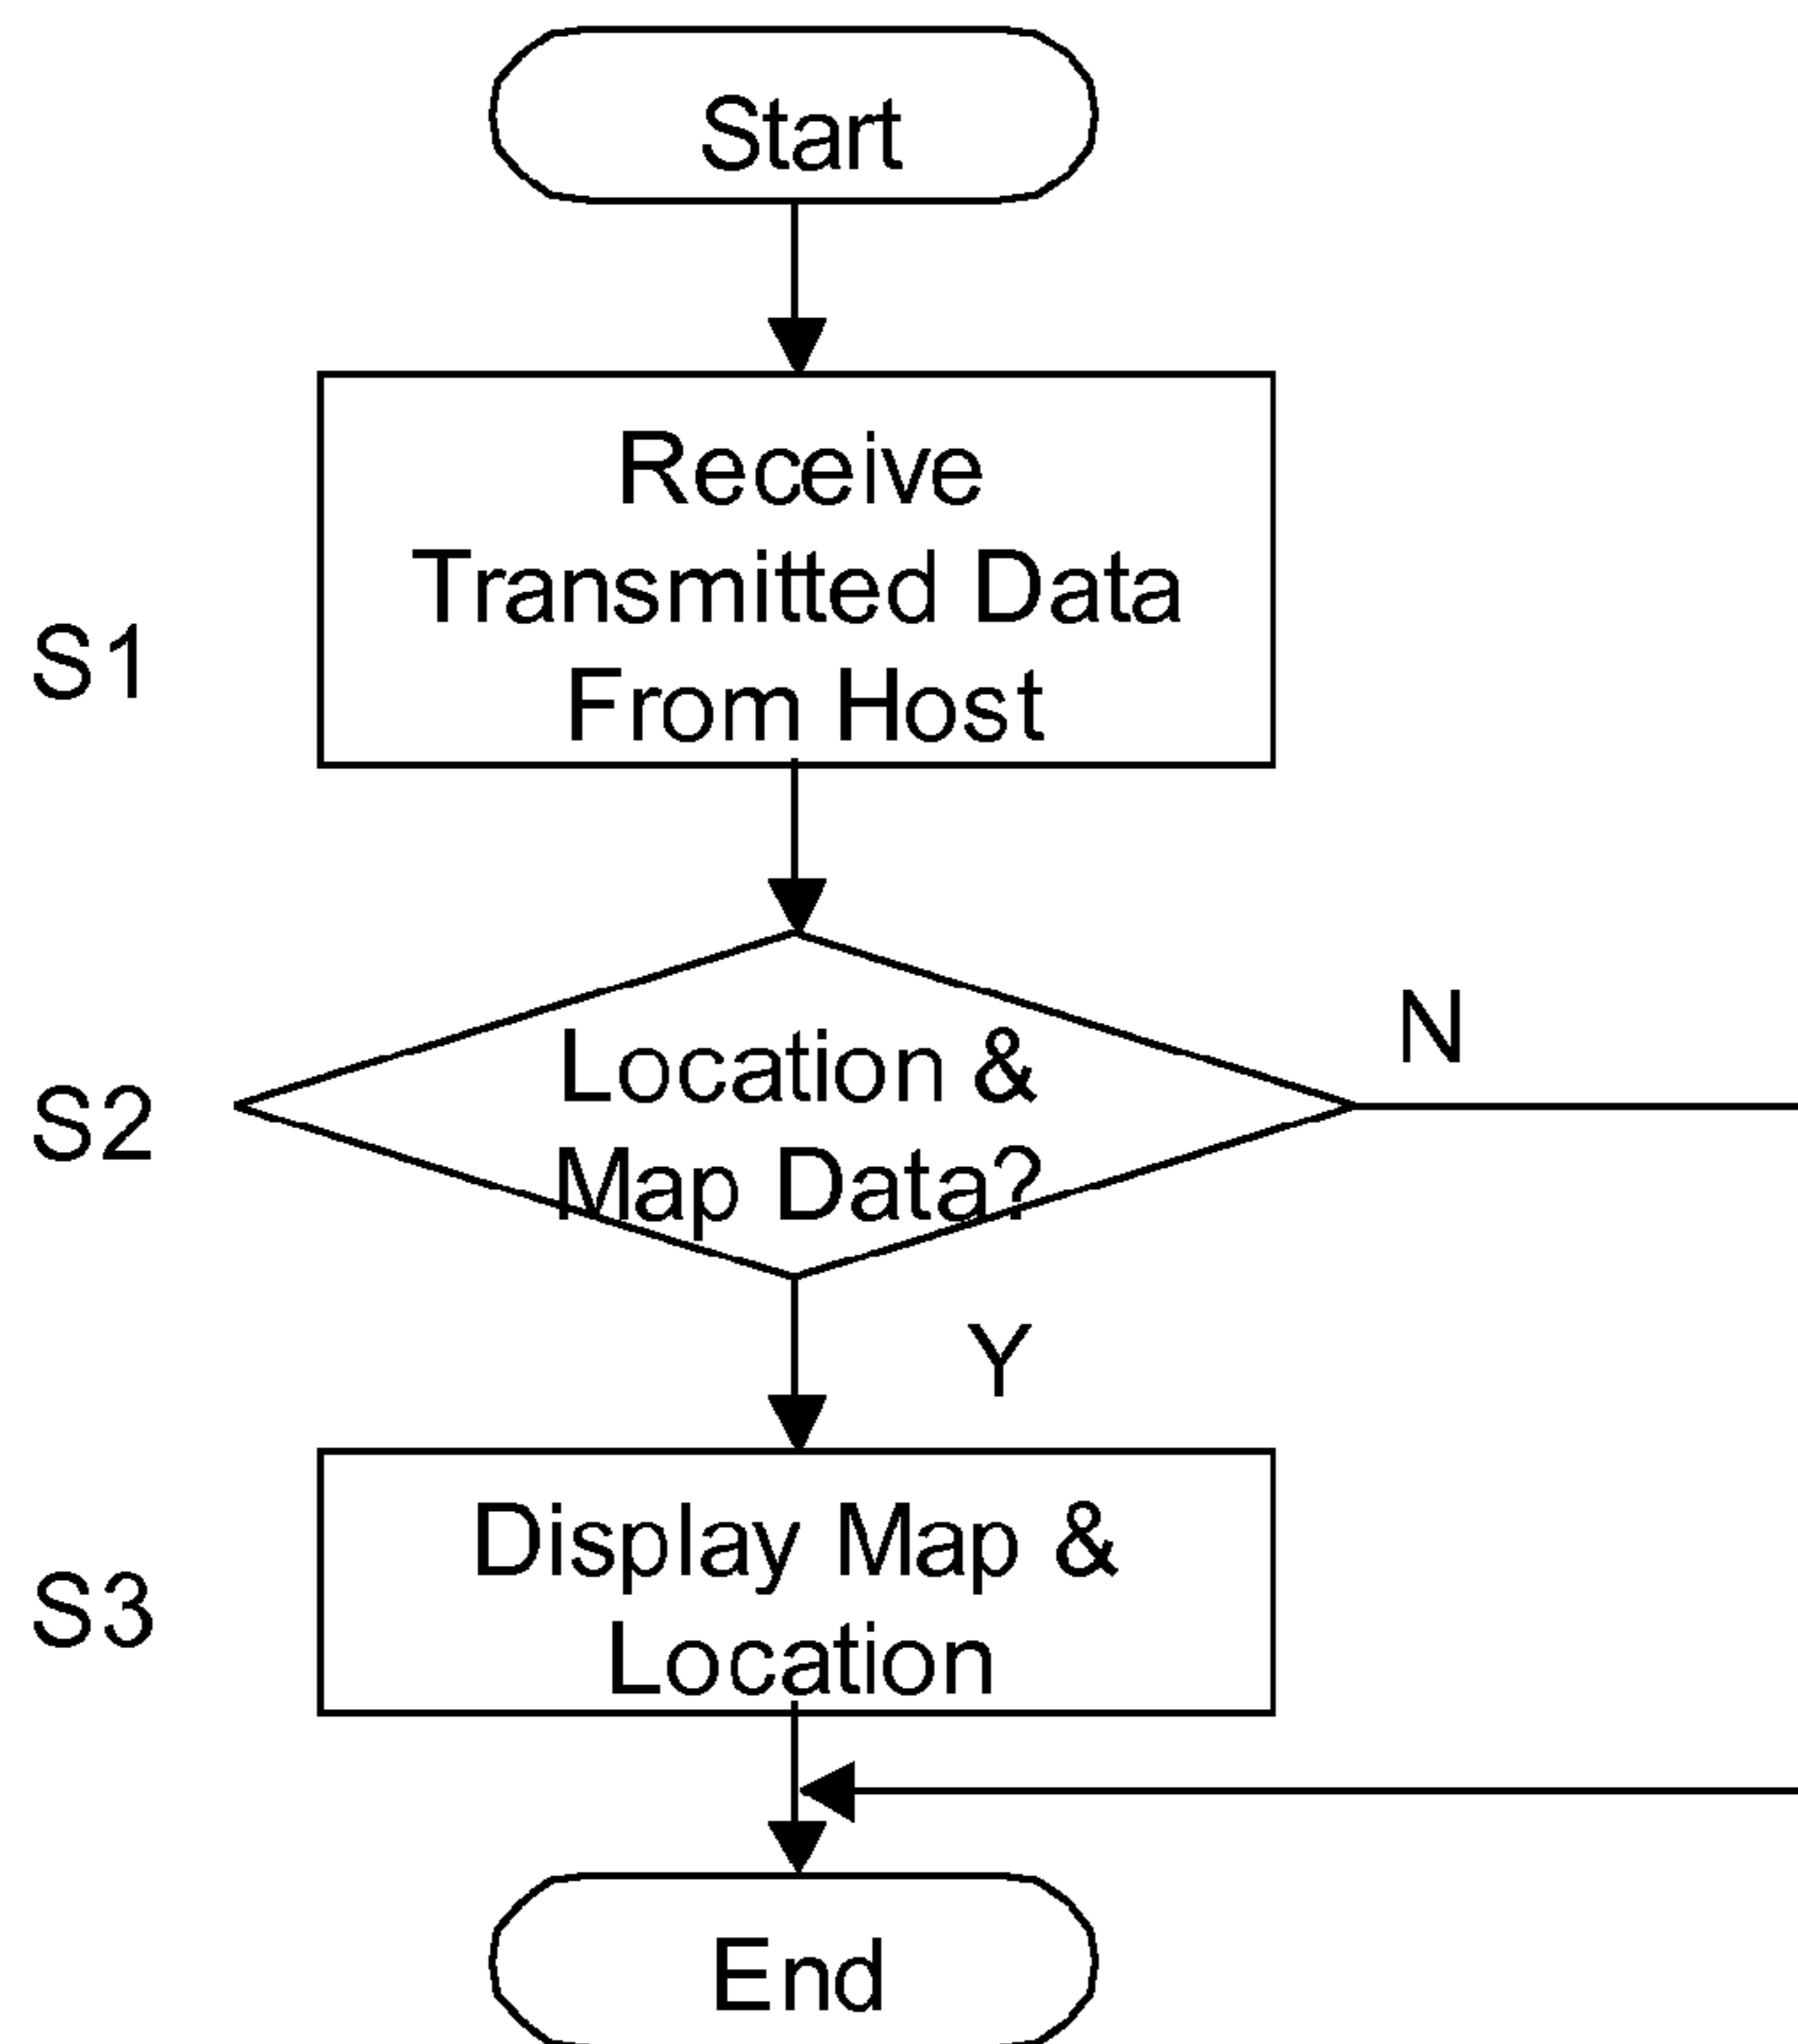 Start
S1
Receive
Transmitted Data
From Host
S2
Location &
Map Data?
N
Y
S3
Display Map &
Location
End